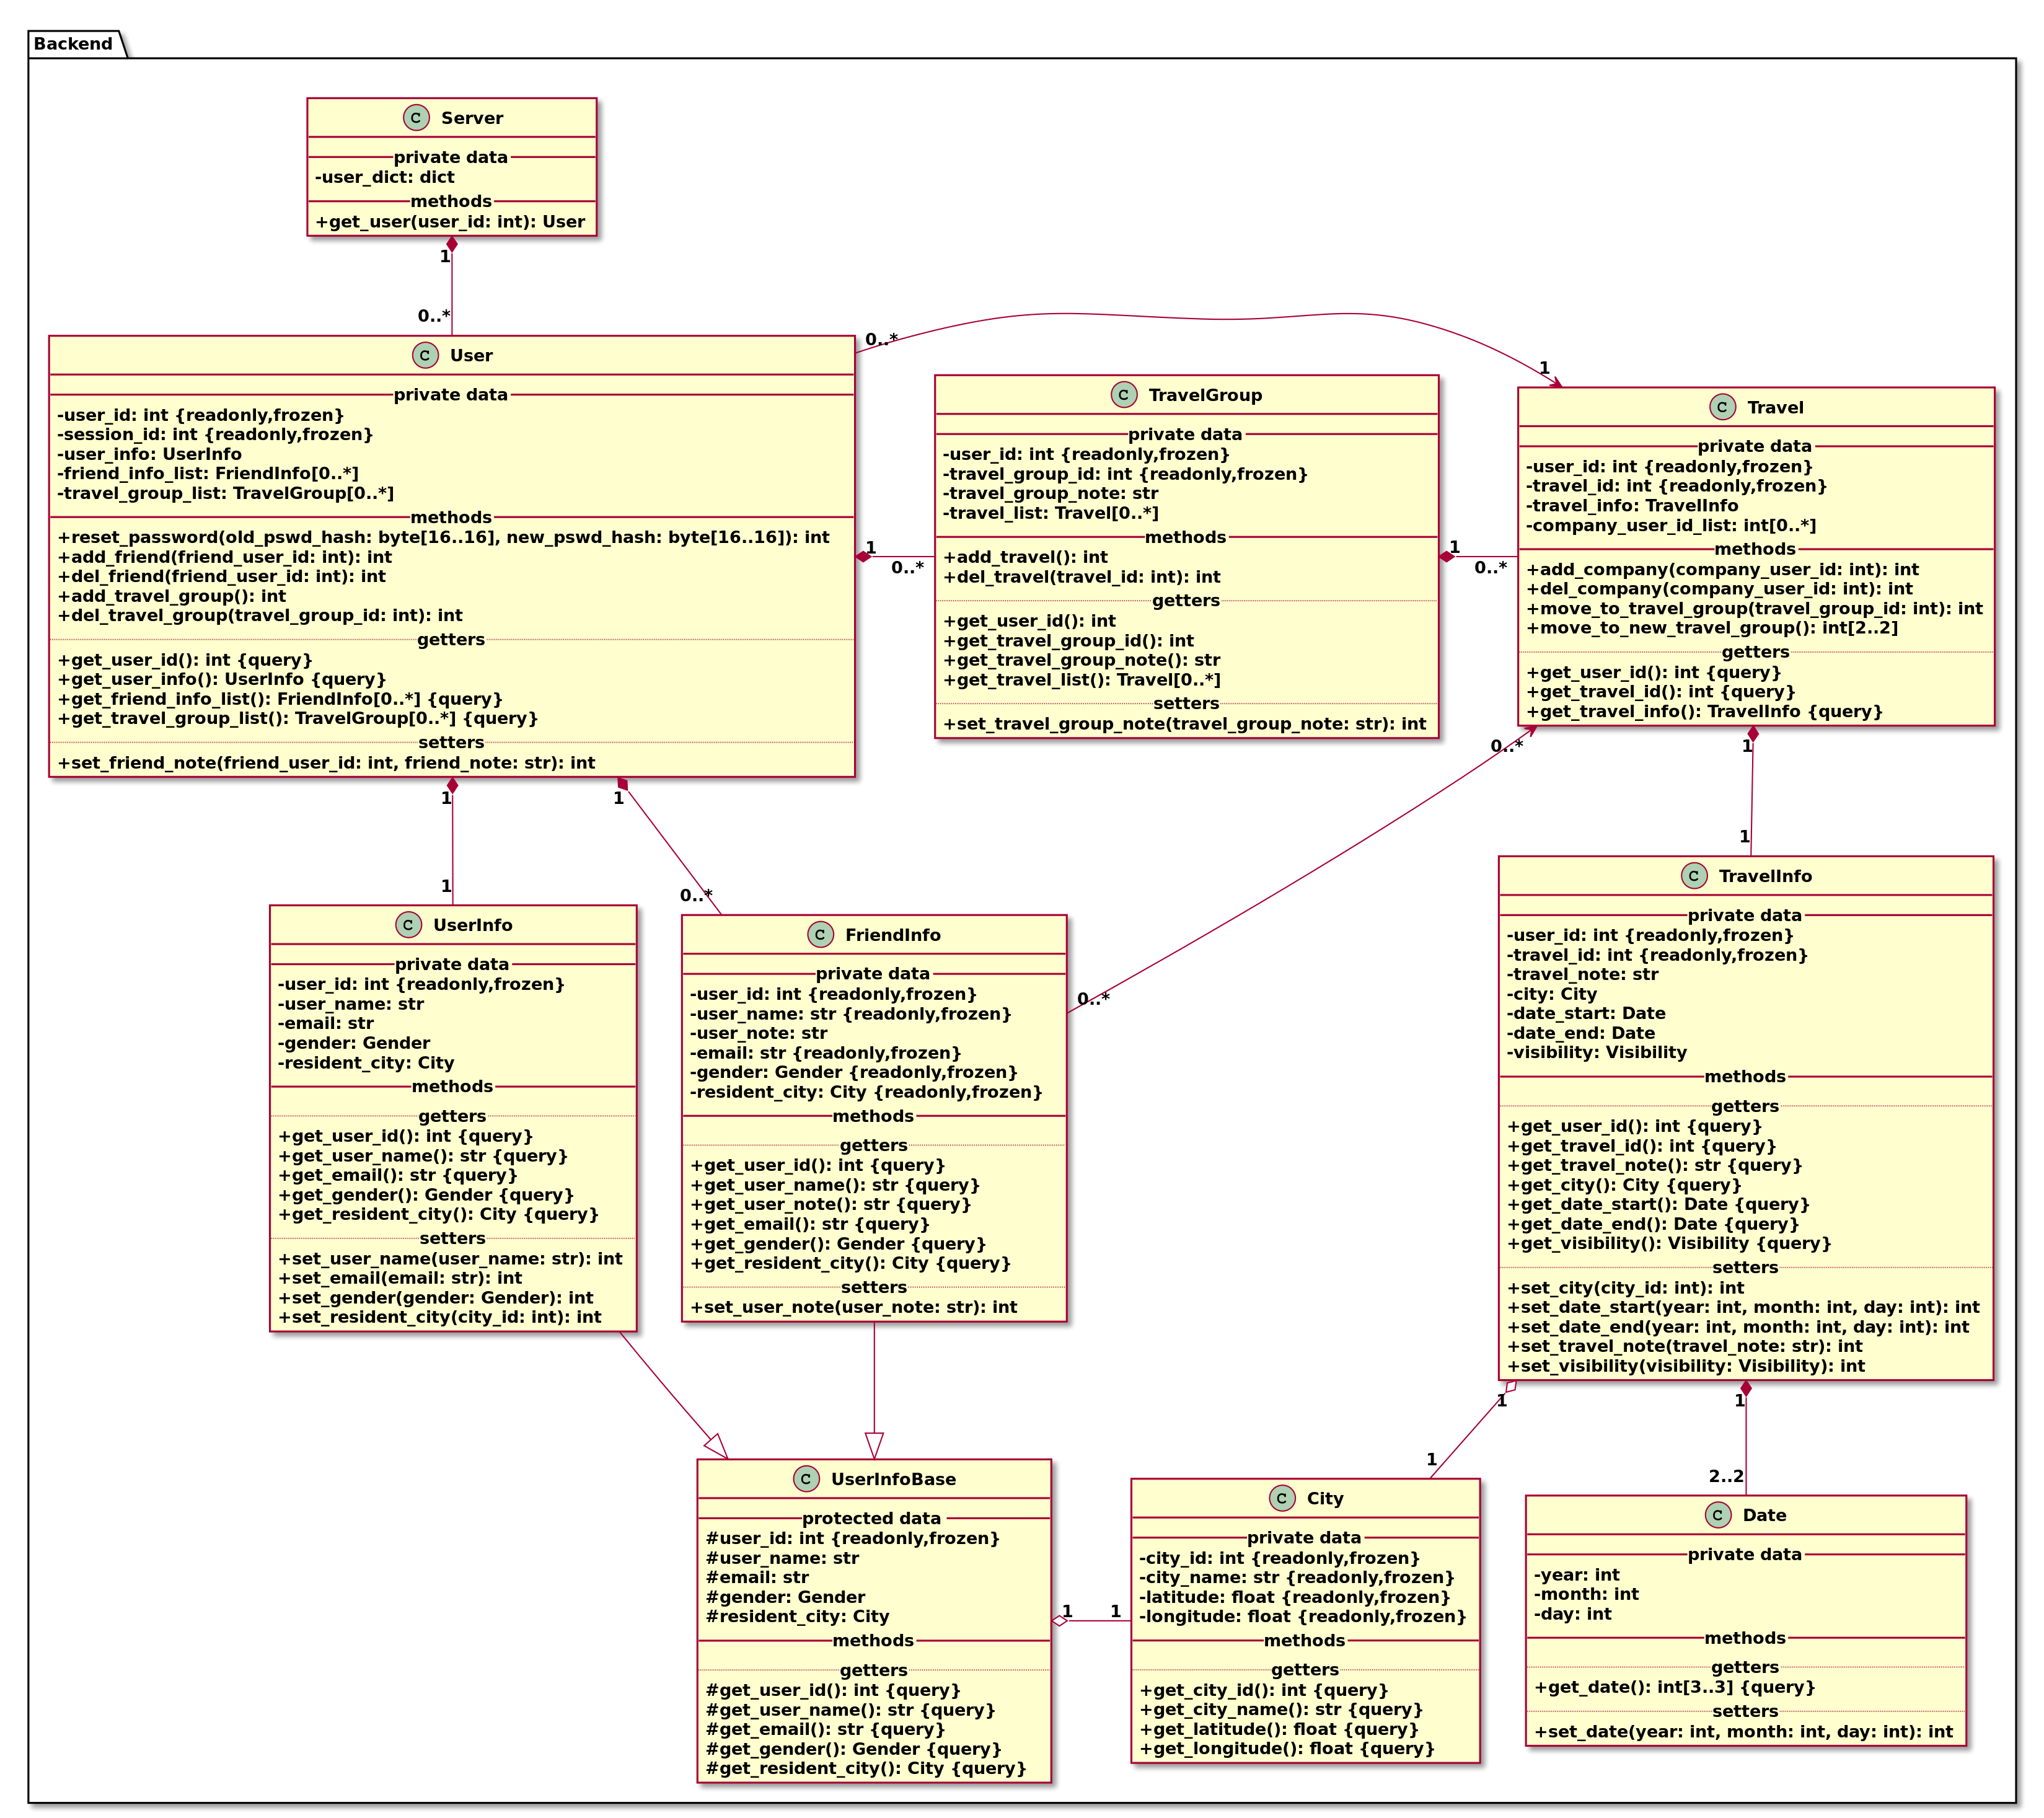 Backend
C Server
private data
-user_dict: dict
methods
+get_user(user_id: int): User
1
0..*
C User
private data
-user_id: int {readonly,frozen}
-session_id: int {readonly,frozen}
-user_info: UserInfo
-friend_info_list: FriendInfo[0..*]
-travel_group_list: TravelGroup[0..*]
methods
+reset_password(old_pswd_hash: byte[16..16], new_pswd_hash: byte[16..16]): int
+add_friend(friend_user_id: int): int
+del_friend(friend_user_id: int): int
+add_travel_group(): int
+del_travel_group(travel_group_id: int): int
getters
+get_user_id(): int {query}
+get_user_info(): UserInfo {query}
+get_friend_info_list(): FriendInfo[0..*] {query}
+get_travel_group_list(): TravelGroup[0..*] {query}
setters
+set_friend_note(friend_user_id: int, friend_note: str): int
0..*
1
1
0..*
C TravelGroup
private data
-user_id: int {readonly,frozen}
-travel_group_id: int {readonly,frozen}
-travel_group_note: str
-travel_list: Travel[0..*]
methods
+add_travel(): int
+del_travel(travel_id: int): int
getters
+get_user_id(): int
+get_travel_group_id(): int
+get_travel_group_note(): str
+get_travel_list(): Travel[0..*]
setters
+set_travel_group_note(travel_group_note: str): int
1
0..*
C Travel
private data
-user_id: int {readonly,frozen}
-travel_id: int {readonly,frozen}
-travel_info: TravelInfo
-company_user_id_list: int[0..*]
methods
+add_company(company_user_id: int): int
+del_company(company_user_id: int): int
+move_to_travel_group(travel_group_id: int): int
+move_to_new_travel_group(): int[2..2]
getters
+get_user_id(): int {query}
+get_travel_id(): int {query}
+get_travel_info(): TravelInfo {query}
1
1
1
0..*
0..*
0..*
1
1
C UserInfo
private data
-user_id: int {readonly,frozen}
-user_name: str
-email: str
-gender: Gender
-resident_city: City
methods
getters
+get_user_id(): int {query}
+get_user_name(): str {query}
+get_email(): str {query}
+get_gender(): Gender {query}
+get_resident_city(): City {query}
setters
+set_user_name(user_name: str): int
+set_email(email: str): int
+set_gender(gender: Gender): int
+set_resident_city(city_id: int): int
C FriendInfo
private data
-user_id: int {readonly,frozen}
-user_name: str {readonly,frozen}
-user_note: str
-email: str {readonly,frozen}
-gender: Gender {readonly,frozen}
-resident_city: City {readonly,frozen}
methods
getters
+get_user_id(): int {query}
+get_user_name(): str {query}
+get_user_note(): str {query}
+get_email(): str {query}
+get_gender(): Gender {query}
+get_resident_city(): City {query}
setters
+set_user_note(user_note: str): int
C TravelInfo
private data
-user_id: int {readonly,frozen}
-travel_id: int {readonly,frozen}
-travel_note: str
-city: City
-date_start: Date
-date_end: Date
-visibility: Visibility
methods
getters
+get_user_id(): int {query}
+get_travel_id(): int {query}
+get_travel_note(): str {query}
+get_city(): City {query}
+get_date_start(): Date {query}
+get_date_end(): Date {query}
+get_visibility(): Visibility {query}
setters
+set_city(city_id: int): int
+set_date_start(year: int, month: int, day: int): int
+set_date_end(year: int, month: int, day: int): int
+set_travel_note(travel_note: str): int
+set_visibility(visibility: Visibility): int
1
1
1
2..2
C UserInfoBase
protected data
#user_id: int {readonly,frozen}
#user_name: str
#email: str
#gender: Gender
#resident_city: City
methods
getters
#get_user_id(): int {query}
#get_user_name(): str {query}
#get_email(): str {query}
#get_gender(): Gender {query}
#get_resident_city(): City {query}
1
1
C City
private data
-city_id: int {readonly,frozen}
-city_name: str {readonly,frozen}
-latitude: float {readonly,frozen}
-longitude: float {readonly,frozen}
methods
getters
+get_city_id(): int {query}
+get_city_name(): str {query}
+get_latitude(): float {query}
+get_longitude(): float {query}
C Date
private data
-year: int
-month: int
-day: int
methods
getters
+get_date(): int[3..3] {query}
setters
+set_date(year: int, month: int, day: int): int